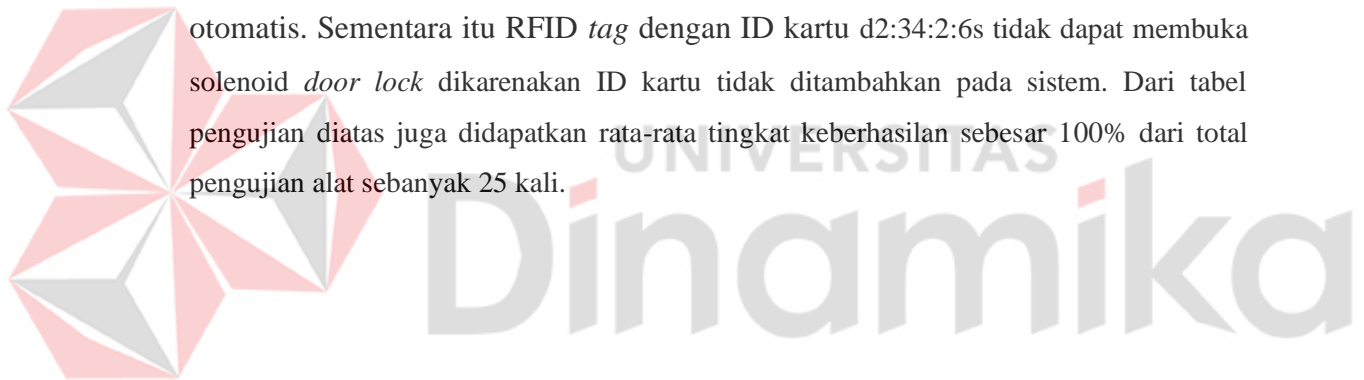 otomatis. Sementara itu RFID tag dengan ID kartu d2:34:2:6s tidak dapat membuka
solenoid door lock dikarenakan ID kartu tidak ditambahkan pada sistem. Dari tabel
pengujian diatas juga didapatkan rata-rata tingkat keberhasilan sebesar 100% dari total
pengujian alat sebanyak 25 kali.
UNIVERSITAS
Dinamika